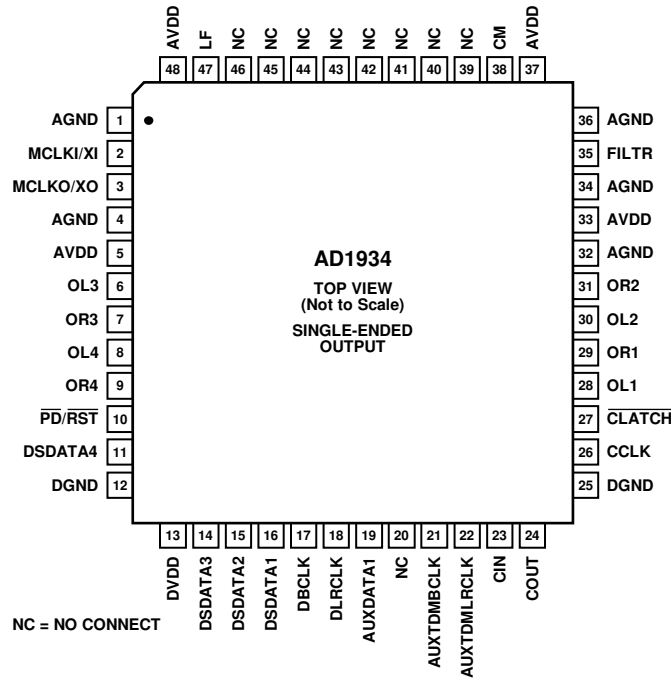 AVDD LF NC NC NC NC NC NC NC CM AVDD
48 47 46 45 44 43 42 41 40 39 38 37
AGND 1
MCLKI/XI 2
MCLKO/XO 3
AGND 4
AVDD 5
OL3 6
OR3 7
OL4 8
OR4 9
PD/RST 10
DSDATA4 11
DGND 12
AD1934
TOP VIEW
(Not to Scale)
SINGLE-ENDED
OUTPUT
36 AGND
35 FILTR
34 AGND
33 AVDD
32 AGND
31 OR2
30 OL2
29 OR1
28 OL1
27 CLATCH
26 CCLK
25 DGND
13 14 15 16 17 18 19 20 21 22 23 24
DVDD
DSDATA3
DSDATA2
DSDATA1
DBCLK
DLRCLK
AUXDATA1
NC
AUXTDMBCLK
AUXTDMLRCLK
CIN
COUT
NC = NO CONNECT